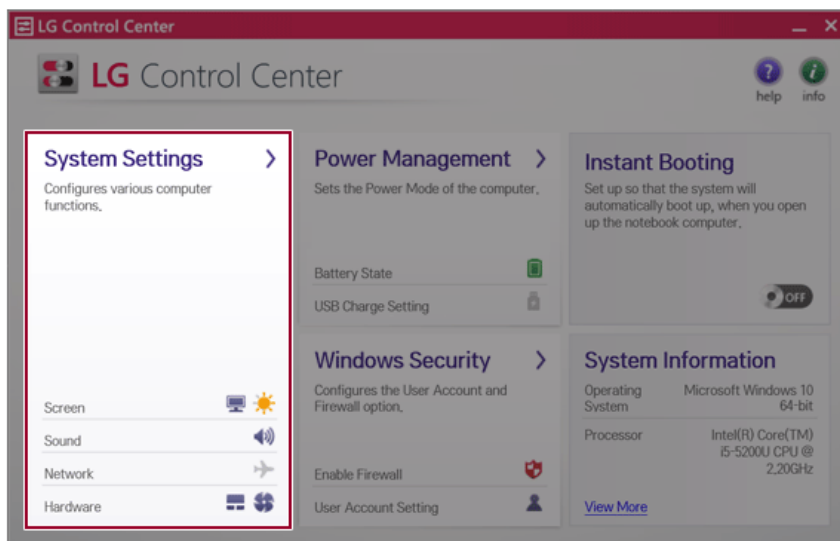 LG Control Center
LG Control Center
help
info
System Settings
Configures various computer
functions.
Screen
Sound
Network
Hardware
Power Management
Sets the Power Mode of the computer.
Battery State
USB Charge Setting
Instant Booting
Set up so that the system will
automatically boot up, when you open
up the notebook computer.
OFF
Windows Security
Configures the User Account and
Firewall option.
Enable Firewall
User Account Setting
System Information
Operating
System
Microsoft Windows 10
64-bit
Processor
Intel(R) Core(TM)
i5-5200U CPU @
2.20GHz
View More